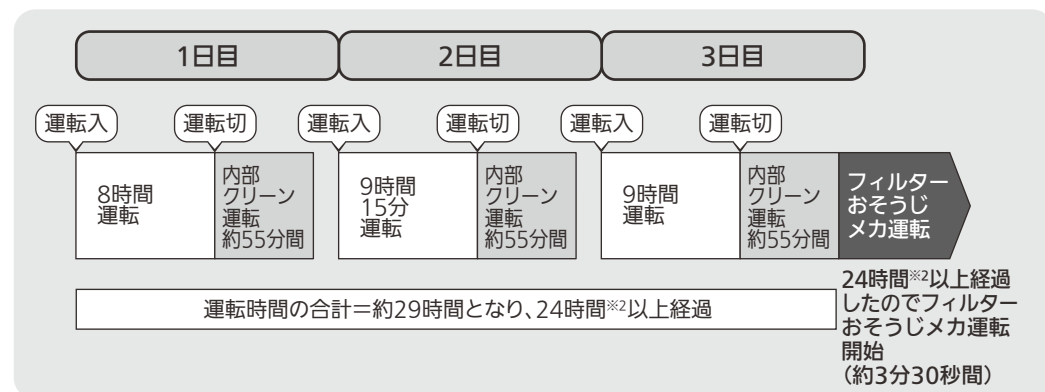 1日目
2日目
3日目
運転入
運転切
運転入
運転切
運転入
運転切
8時間
運転
内部
クリーン
運転
約55分間
9時間
15分
運転
内部
クリーン
運転
約55分間
9時間
運転
内部
クリーン
運転
約55分間
フィルター
おそうじ
メカ運転
運転時間の合計＝約29時間となり、24時間※2以上経過
24時間※2以上経過
したのでフィルター
おそうじメカ運転
開始
（約3分30秒間）